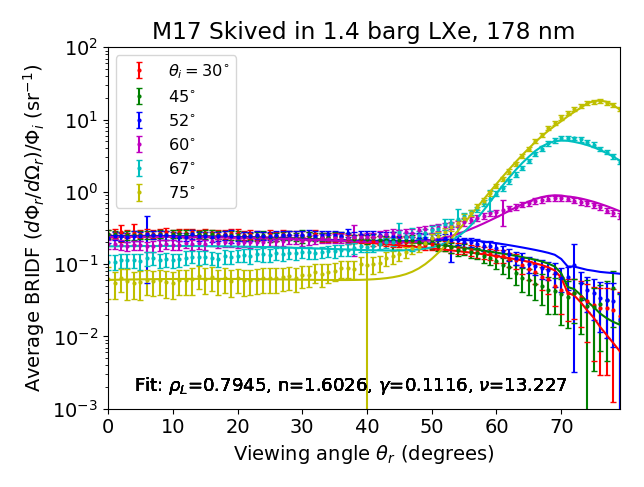 M17 Skived in 1.4 barg LXe, 178 nm
Average BRIDF (dΦr/dΩr)/Φi (sr⁻¹)
10²
10¹
10⁰
10⁻¹
10⁻²
10⁻³
θi = 30°
45°
52°
60°
67°
75°
Fit: ρL=0.7945, n=1.6026, γ=0.1116, ν=13.227
0 10 20 30 40 50 60 70
Viewing angle θr (degrees)